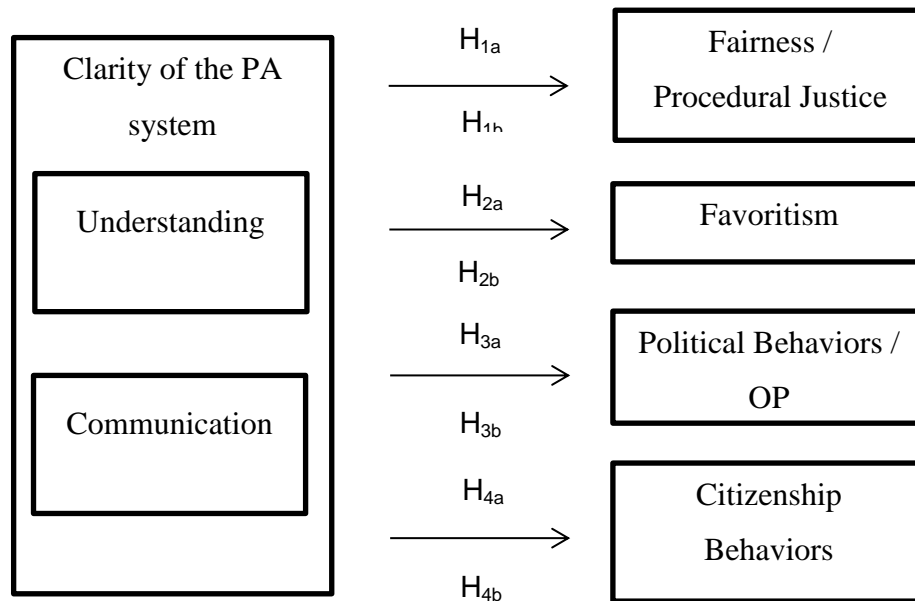 Clarity of the PA
system
Understanding
Communication
H1a
H1b
H2a
H2b
H3a
H3b
H4a
H4b
Fairness /
Procedural Justice
Favoritism
Political Behaviors /
OP
Citizenship
Behaviors